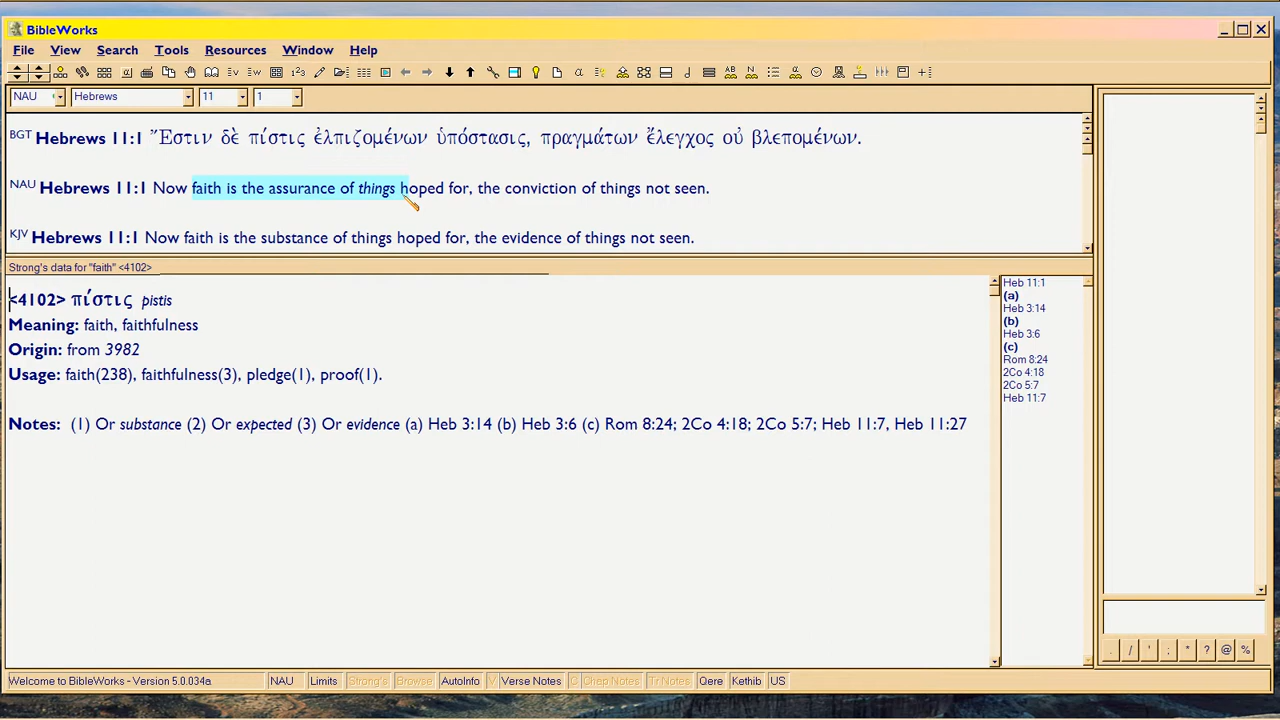 BibleWorks
File View Search Tools Resources Window Help
NAU Hebrews 11 1
BGT Hebrews 11:1 Ἔστιν δὲ πίστις ἐλπιζομένων ὑπόστασις, πραγμάτων ἔλεγχος οὐ βλεπομένων.
NAU Hebrews 11:1 Now faith is the assurance of things hoped for, the conviction of things not seen.
KJV Hebrews 11:1 Now faith is the substance of things hoped for, the evidence of things not seen.
Strong's data for "faith" <4102>
<4102> πίστις pistis
Meaning: faith, faithfulness
Origin: from 3982
Usage: faith(238), faithfulness(3), pledge(1), proof(1).
Notes: (1) Or substance (2) Or expected (3) Or evidence (a) Heb 3:14 (b) Heb 3:6 (c) Rom 8:24; 2Co 4:18; 2Co 5:7; Heb 11:7, Heb 11:27
Heb 11:1
(a)
Heb 3:14
(b)
Heb 3:6
(c)
Rom 8:24
2Co 4:18
2Co 5:7
Heb 11:7
. / ' ; * ? @ %
Welcome to BibleWorks - Version 5.0.034a NAU Limits Strong's Browse AutoInfo V Verse Notes C Chap Notes Tr Notes Qere Kethib US